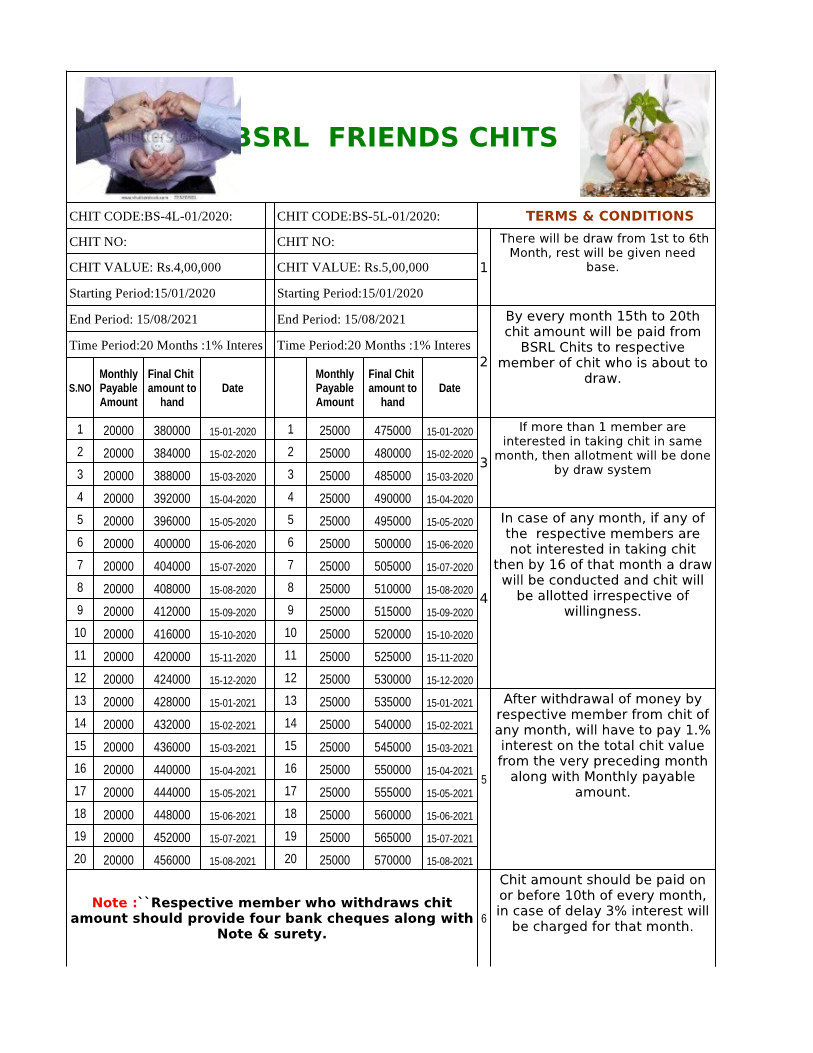 BSRL FRIENDS CHITS
shutterstock
CHIT CODE:BS-4L-01/2020:
CHIT CODE:BS-5L-01/2020:
TERMS & CONDITIONS
CHIT NO:
CHIT NO:
CHIT VALUE: Rs.4,00,000
CHIT VALUE: Rs.5,00,000
Starting Period:15/01/2020
Starting Period:15/01/2020
End Period: 15/08/2021
End Period: 15/08/2021
Time Period:20 Months :1% Interes
Time Period:20 Months :1% Interes
S.NO Monthly Payable Amount Final Chit amount to hand Date Monthly Payable Amount Final Chit amount to hand Date
1 20000 380000 15-01-2020 1 25000 475000 15-01-2020
2 20000 384000 15-02-2020 2 25000 480000 15-02-2020
3 20000 388000 15-03-2020 3 25000 485000 15-03-2020
4 20000 392000 15-04-2020 4 25000 490000 15-04-2020
5 20000 396000 15-05-2020 5 25000 495000 15-05-2020
6 20000 400000 15-06-2020 6 25000 500000 15-06-2020
7 20000 404000 15-07-2020 7 25000 505000 15-07-2020
8 20000 408000 15-08-2020 8 25000 510000 15-08-2020
9 20000 412000 15-09-2020 9 25000 515000 15-09-2020
10 20000 416000 15-10-2020 10 25000 520000 15-10-2020
11 20000 420000 15-11-2020 11 25000 525000 15-11-2020
12 20000 424000 15-12-2020 12 25000 530000 15-12-2020
13 20000 428000 15-01-2021 13 25000 535000 15-01-2021
14 20000 432000 15-02-2021 14 25000 540000 15-02-2021
15 20000 436000 15-03-2021 15 25000 545000 15-03-2021
16 20000 440000 15-04-2021 16 25000 550000 15-04-2021
17 20000 444000 15-05-2021 17 25000 555000 15-05-2021
18 20000 448000 15-06-2021 18 25000 560000 15-06-2021
19 20000 452000 15-07-2021 19 25000 565000 15-07-2021
20 20000 456000 15-08-2021 20 25000 570000 15-08-2021
Note :``Respective member who withdraws chit
amount should provide four bank cheques along with
Note & surety.
1
There will be draw from 1st to 6th
Month, rest will be given need
base.
2
By every month 15th to 20th
chit amount will be paid from
BSRL Chits to respective
member of chit who is about to
draw.
3
If more than 1 member are
interested in taking chit in same
month, then allotment will be done
by draw system
4
In case of any month, if any of
the respective members are
not interested in taking chit
then by 16 of that month a draw
will be conducted and chit will
be allotted irrespective of
willingness.
5
After withdrawal of money by
respective member from chit of
any month, will have to pay 1.%
interest on the total chit value
from the very preceding month
along with Monthly payable
amount.
6
Chit amount should be paid on
or before 10th of every month,
in case of delay 3% interest will
be charged for that month.